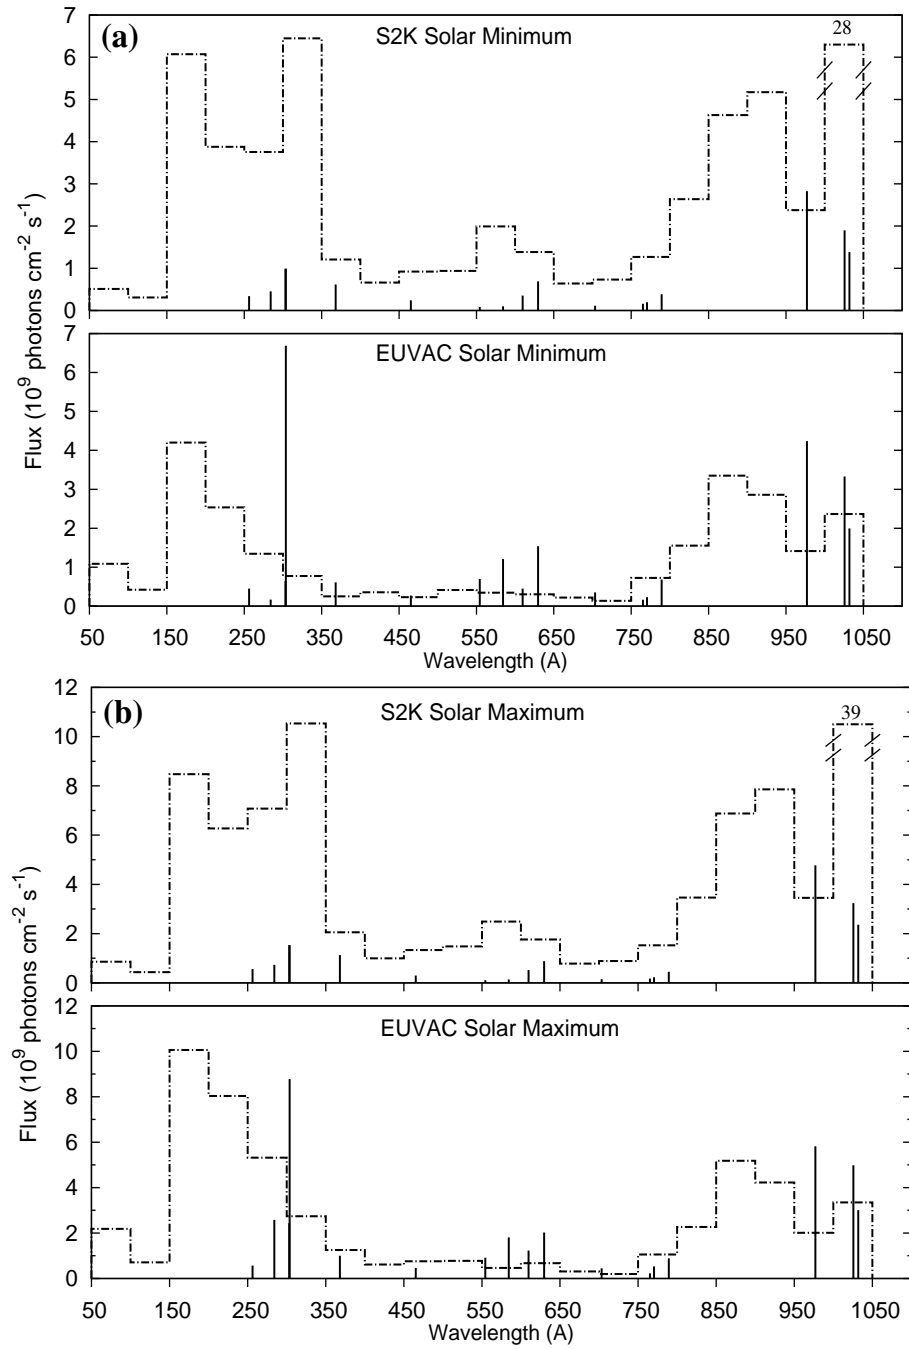 (a)
S2K Solar Minimum
28
7
6
5
4
3
2
1
0
EUVAC Solar Minimum
7
6
5
4
3
2
1
0
50 150 250 350 450 550 650 750 850 950 1050
Wavelength (A)
Flux (10⁹ photons cm⁻² s⁻¹)
(b)
S2K Solar Maximum
39
12
10
8
6
4
2
0
EUVAC Solar Maximum
12
10
8
6
4
2
0
50 150 250 350 450 550 650 750 850 950 1050
Wavelength (A)
Flux (10⁹ photons cm⁻² s⁻¹)